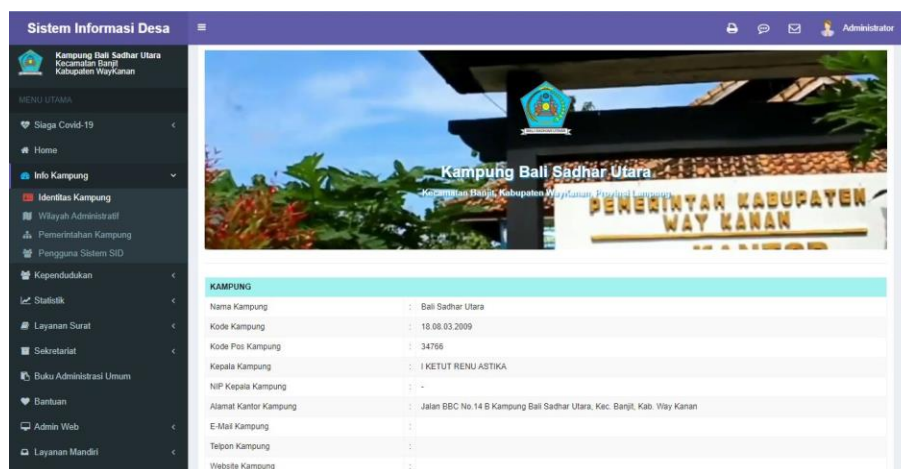 Sistem Informasi Desa
Administrator
Kampung Bali Sadhar Utara
Kecamatan Banjit
Kabupaten WayKanan
MENU UTAMA
Siaga Covid-19
Home
Info Kampung
Identitas Kampung
Wilayah Administratif
Pemerintahan Kampung
Pengguna Sistem SID
Kependudukan
Statistik
Layanan Surat
Sekretariat
Buku Administrasi Umum
Bantuan
Admin Web
Layanan Mandiri
Kampung Bali Sadhar Utara
Kecamatan Banjit, Kabupaten WayKanan, Provinsi Lampung
PEMERINTAH KABUPATEN
WAY KANAN
KANTOR
KAMPUNG
Nama Kampung : Bali Sadhar Utara
Kode Kampung : 18.08.03.2009
Kode Pos Kampung : 34766
Kepala Kampung : I KETUT RENU ASTIKA
NIP Kepala Kampung : -
Alamat Kantor Kampung : Jalan BBC No.14 B Kampung Bali Sadhar Utara, Kec. Banjit, Kab. Way Kanan
E-Mail Kampung :
Telpon Kampung :
Website Kampung :